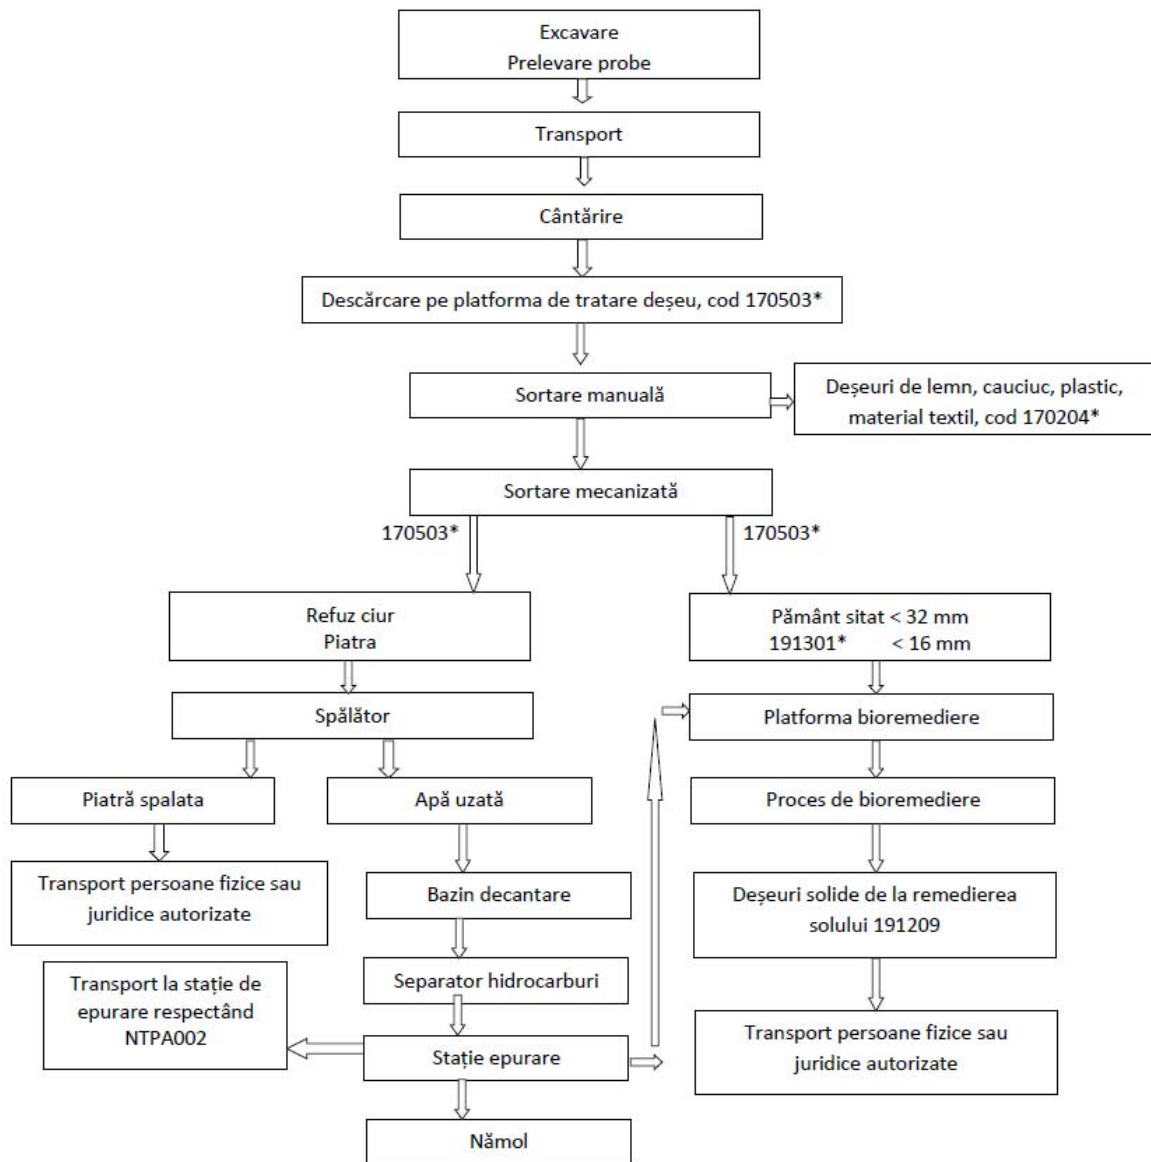 Excavare
Prelevare probe
Transport
Cântărire
Descărcare pe platforma de tratare deșeu, cod 170503*
Sortare manuală
Deșeuri de lemn, cauciuc, plastic,
material textil, cod 170204*
Sortare mecanizată
170503*
170503*
Refuz ciur
Piatra
Pământ sitat < 32 mm
191301* < 16 mm
Spălător
Platforma bioremediere
Piatră spalata
Apă uzată
Proces de bioremediere
Transport persoane fizice sau
juridice autorizate
Bazin decantare
Deșeuri solide de la remedierea
solului 191209
Separator hidrocarburi
Transport la stație de
epurare respectând
NTPA002
Stație epurare
Transport persoane fizice sau
juridice autorizate
Nămol